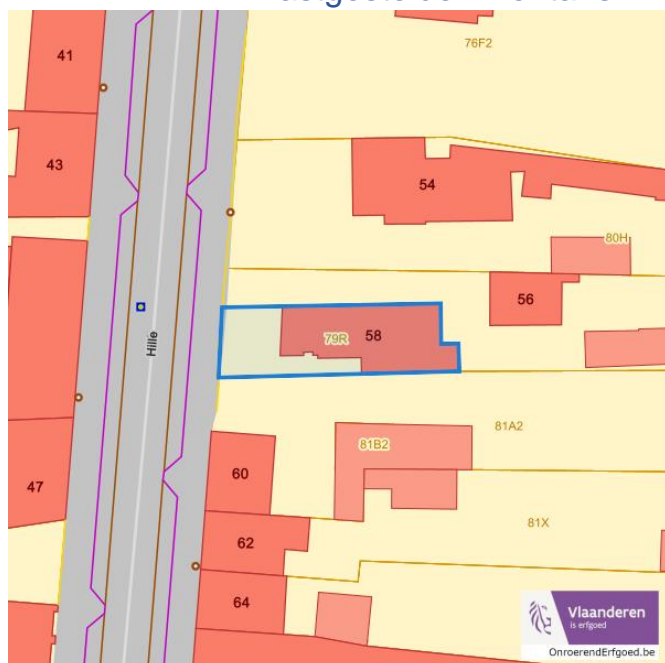 41
76F2
43
54
80H
56
Hille
79R
58
81A2
81B2
60
47
81X
62
64
Vlaanderen
is erfgoed
OnroerendErfgoed.be